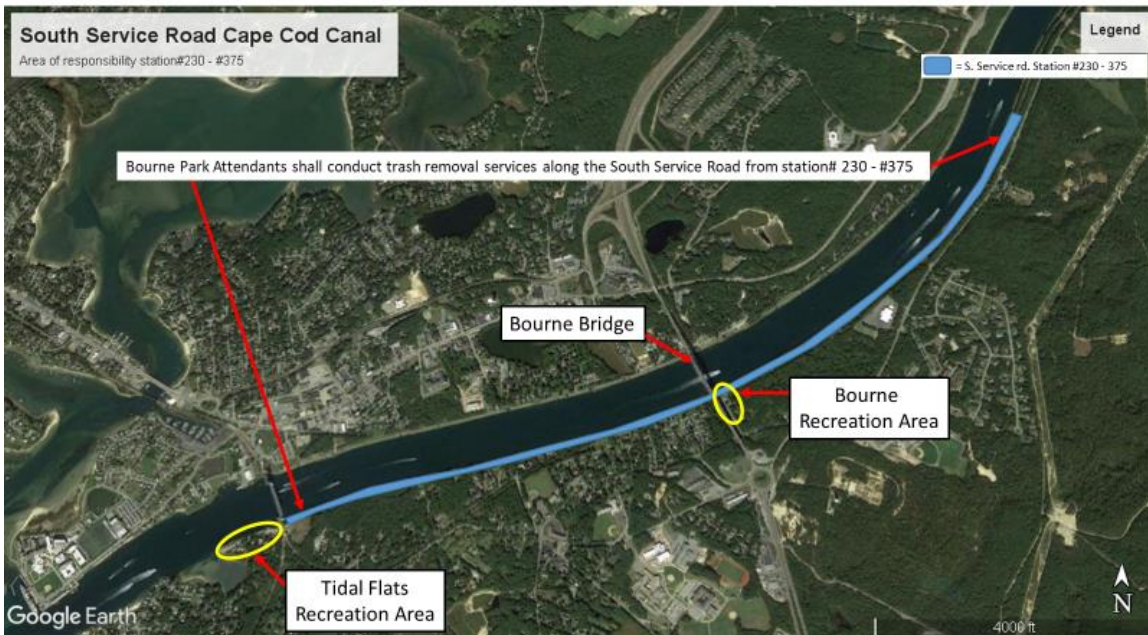 South Service Road Cape Cod Canal
Area of responsibility station#230 - #375
Legend
= S. Service rd. Station #230 - 375
Bourne Park Attendants shall conduct trash removal services along the South Service Road from station# 230 - #375
Bourne Bridge
Bourne
Recreation Area
Tidal Flats
Recreation Area
Google Earth
N
4000 ft